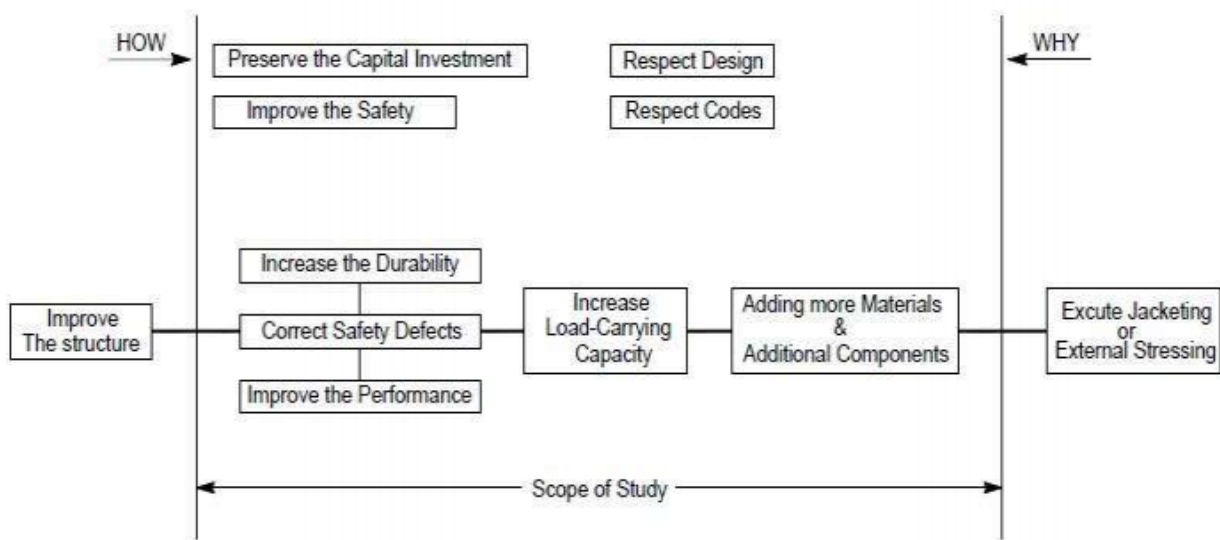 HOW
WHY
Preserve the Capital Investment
Respect Design
Improve the Safety
Respect Codes
Increase the Durability
Improve
The structure
Correct Safety Defects
Increase
Load-Carrying
Capacity
Adding more Materials
&
Additional Components
Excute Jacketing
or
External Stressing
Improve the Performance
Scope of Study